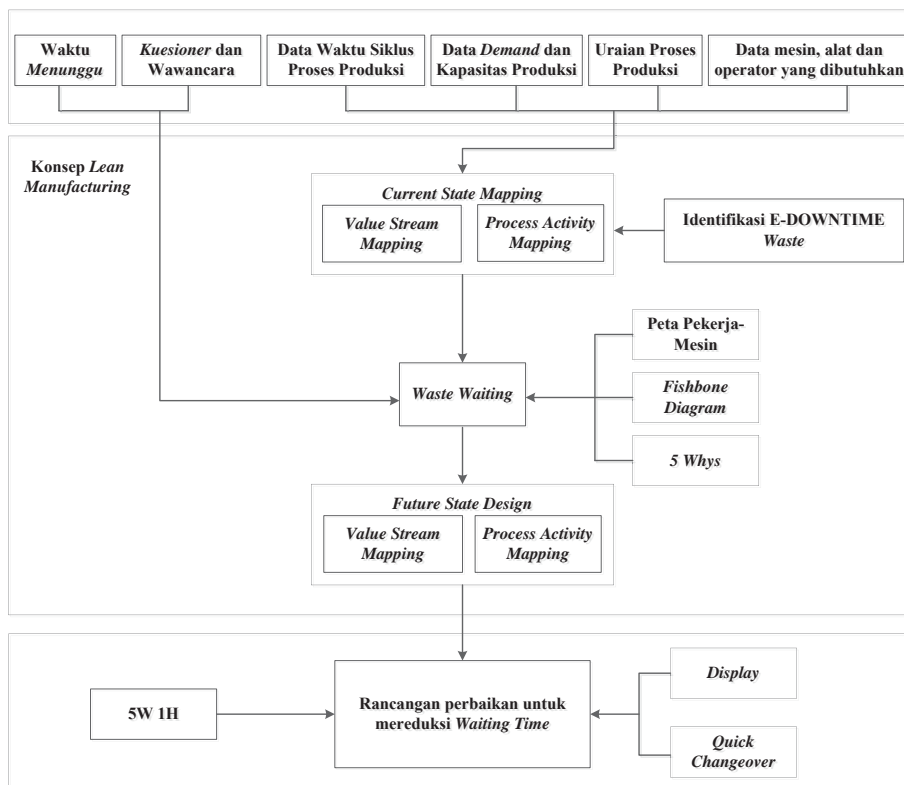 Waktu
Menunggu
Kuesioner dan
Wawancara
Data Waktu Siklus
Proses Produksi
Data Demand dan
Kapasitas Produksi
Uraian Proses
Produksi
Data mesin, alat dan
operator yang dibutuhkan
Konsep Lean
Manufacturing
Current State Mapping
Value Stream
Mapping
Process Activity
Mapping
Identifikasi E-DOWNTIME
Waste
Peta Pekerja-
Mesin
Waste Waiting
Fishbone
Diagram
5 Whys
Future State Design
Value Stream
Mapping
Process Activity
Mapping
5W 1H
Rancangan perbaikan untuk
mereduksi Waiting Time
Display
Quick
Changeover